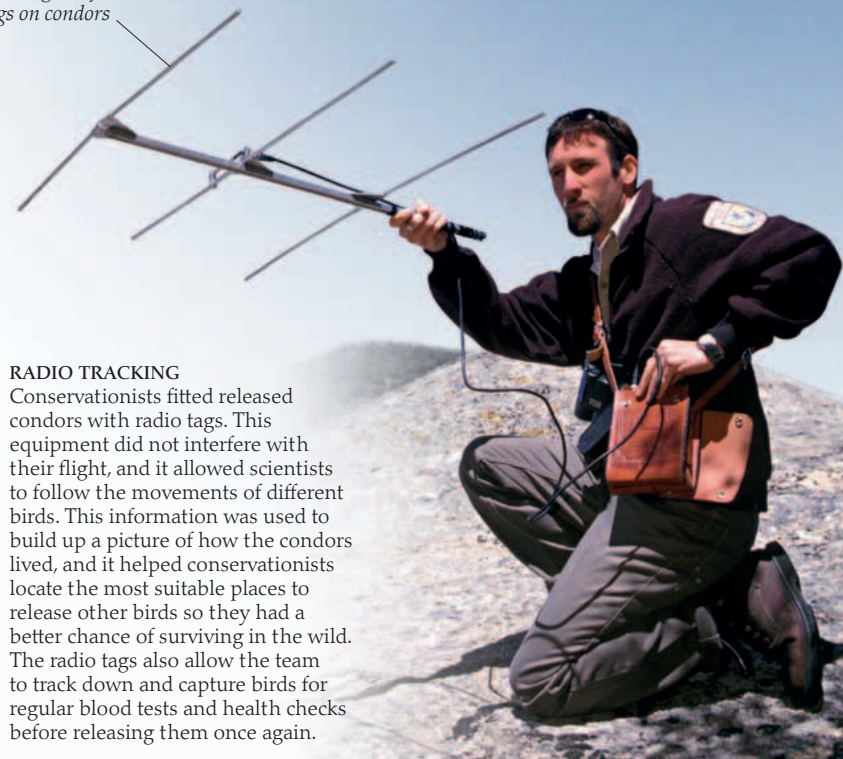 gs on condors
RADIO TRACKING
Conservationists fitted released
condors with radio tags. This
equipment did not interfere with
their flight, and it allowed scientists
to follow the movements of different
birds. This information was used to
build up a picture of how the condors
lived, and it helped conservationists
locate the most suitable places to
release other birds so they had a
better chance of surviving in the wild.
The radio tags also allow the team
to track down and capture birds for
regular blood tests and health checks
before releasing them once again.